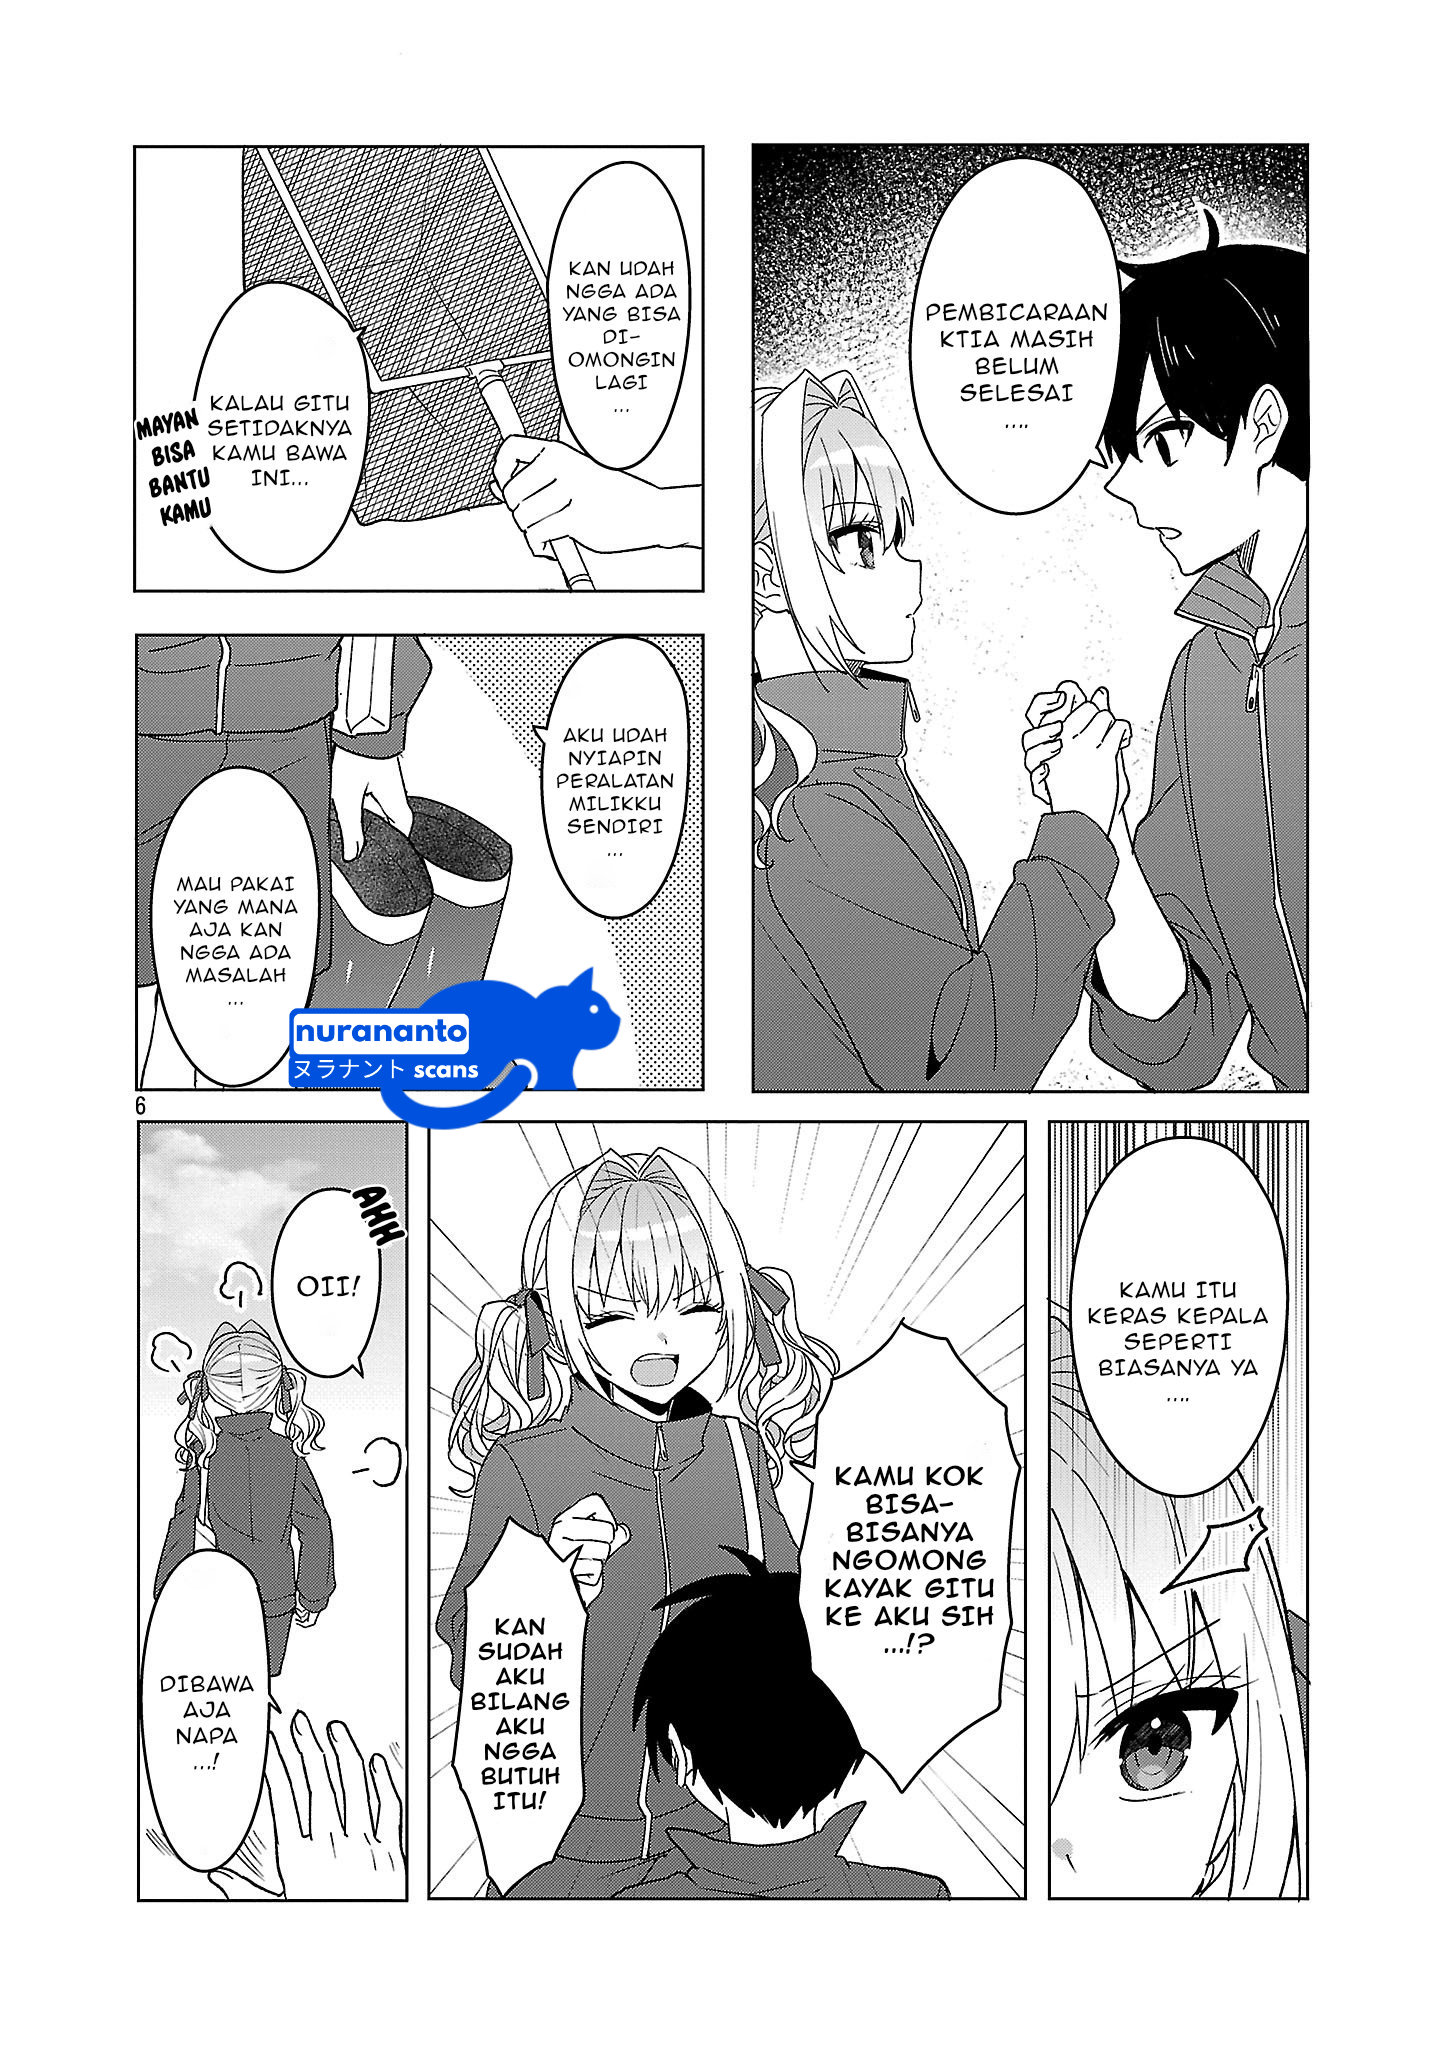 PEMBICARAAN
KTIA MASIH
BELUM
SELESAI
....
KAN UDAH
NGGA ADA
YANG BISA
DI-
OMONGIN
LAGI
...
KALAU GITU
SETIDAKNYA
KAMU BAWA
INI...
MAYAN
BISA
BANTU
KAMU
AKU UDAH
NYIAPIN
PERALATAN
MILIKKU
SENDIRI
...
MAU PAKAI
YANG MANA
AJA KAN
NGGA ADA
MASALAH
...
nurananto
ヌラナント scans
6
KAMU ITU
KERAS KEPALA
SEPERTI
BIASANYA YA
....
KAMU KOK
BISA-
BISANYA
NGOMONG
KAYAK GITU
KE AKU SIH
...!?
KAN
SUDAH
AKU
BILANG
AKU
NGGA
BUTUH
ITU!
AHH
OII!
DIBAWA
AJA
NAPA
...!